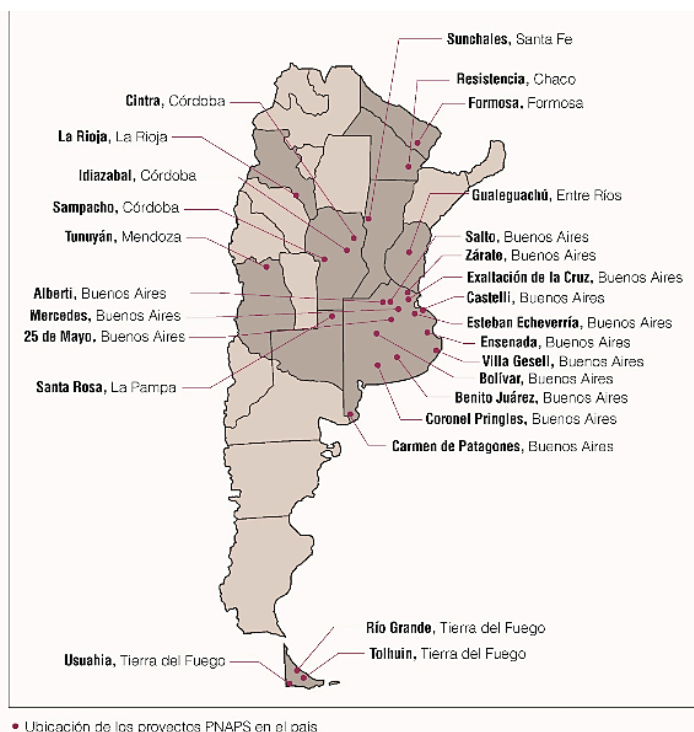 Sunchales, Santa Fe
Resistencia, Chaco
Cintra, Córdoba
Formosa, Formosa
La Rioja, La Rioja
Idiazabal, Córdoba
Gualeguachú, Entre Ríos
Sampacho, Córdoba
Tunuyán, Mendoza
Salto, Buenos Aires
Zárate, Buenos Aires
Exaltación de la Cruz, Buenos Aires
Alberti, Buenos Aires
Castelli, Buenos Aires
Mercedes, Buenos Aires
Esteban Echeverría, Buenos Aires
25 de Mayo, Buenos Aires
Ensenada, Buenos Aires
Villa Gesell, Buenos Aires
Bolívar, Buenos Aires
Santa Rosa, La Pampa
Benito Juárez, Buenos Aires
Coronel Pringles, Buenos Aires
Carmen de Patagones, Buenos Aires
Río Grande, Tierra del Fuego
Tolhuin, Tierra del Fuego
Usuahia, Tierra del Fuego
Ubicación de los proyectos PNAPS en el país